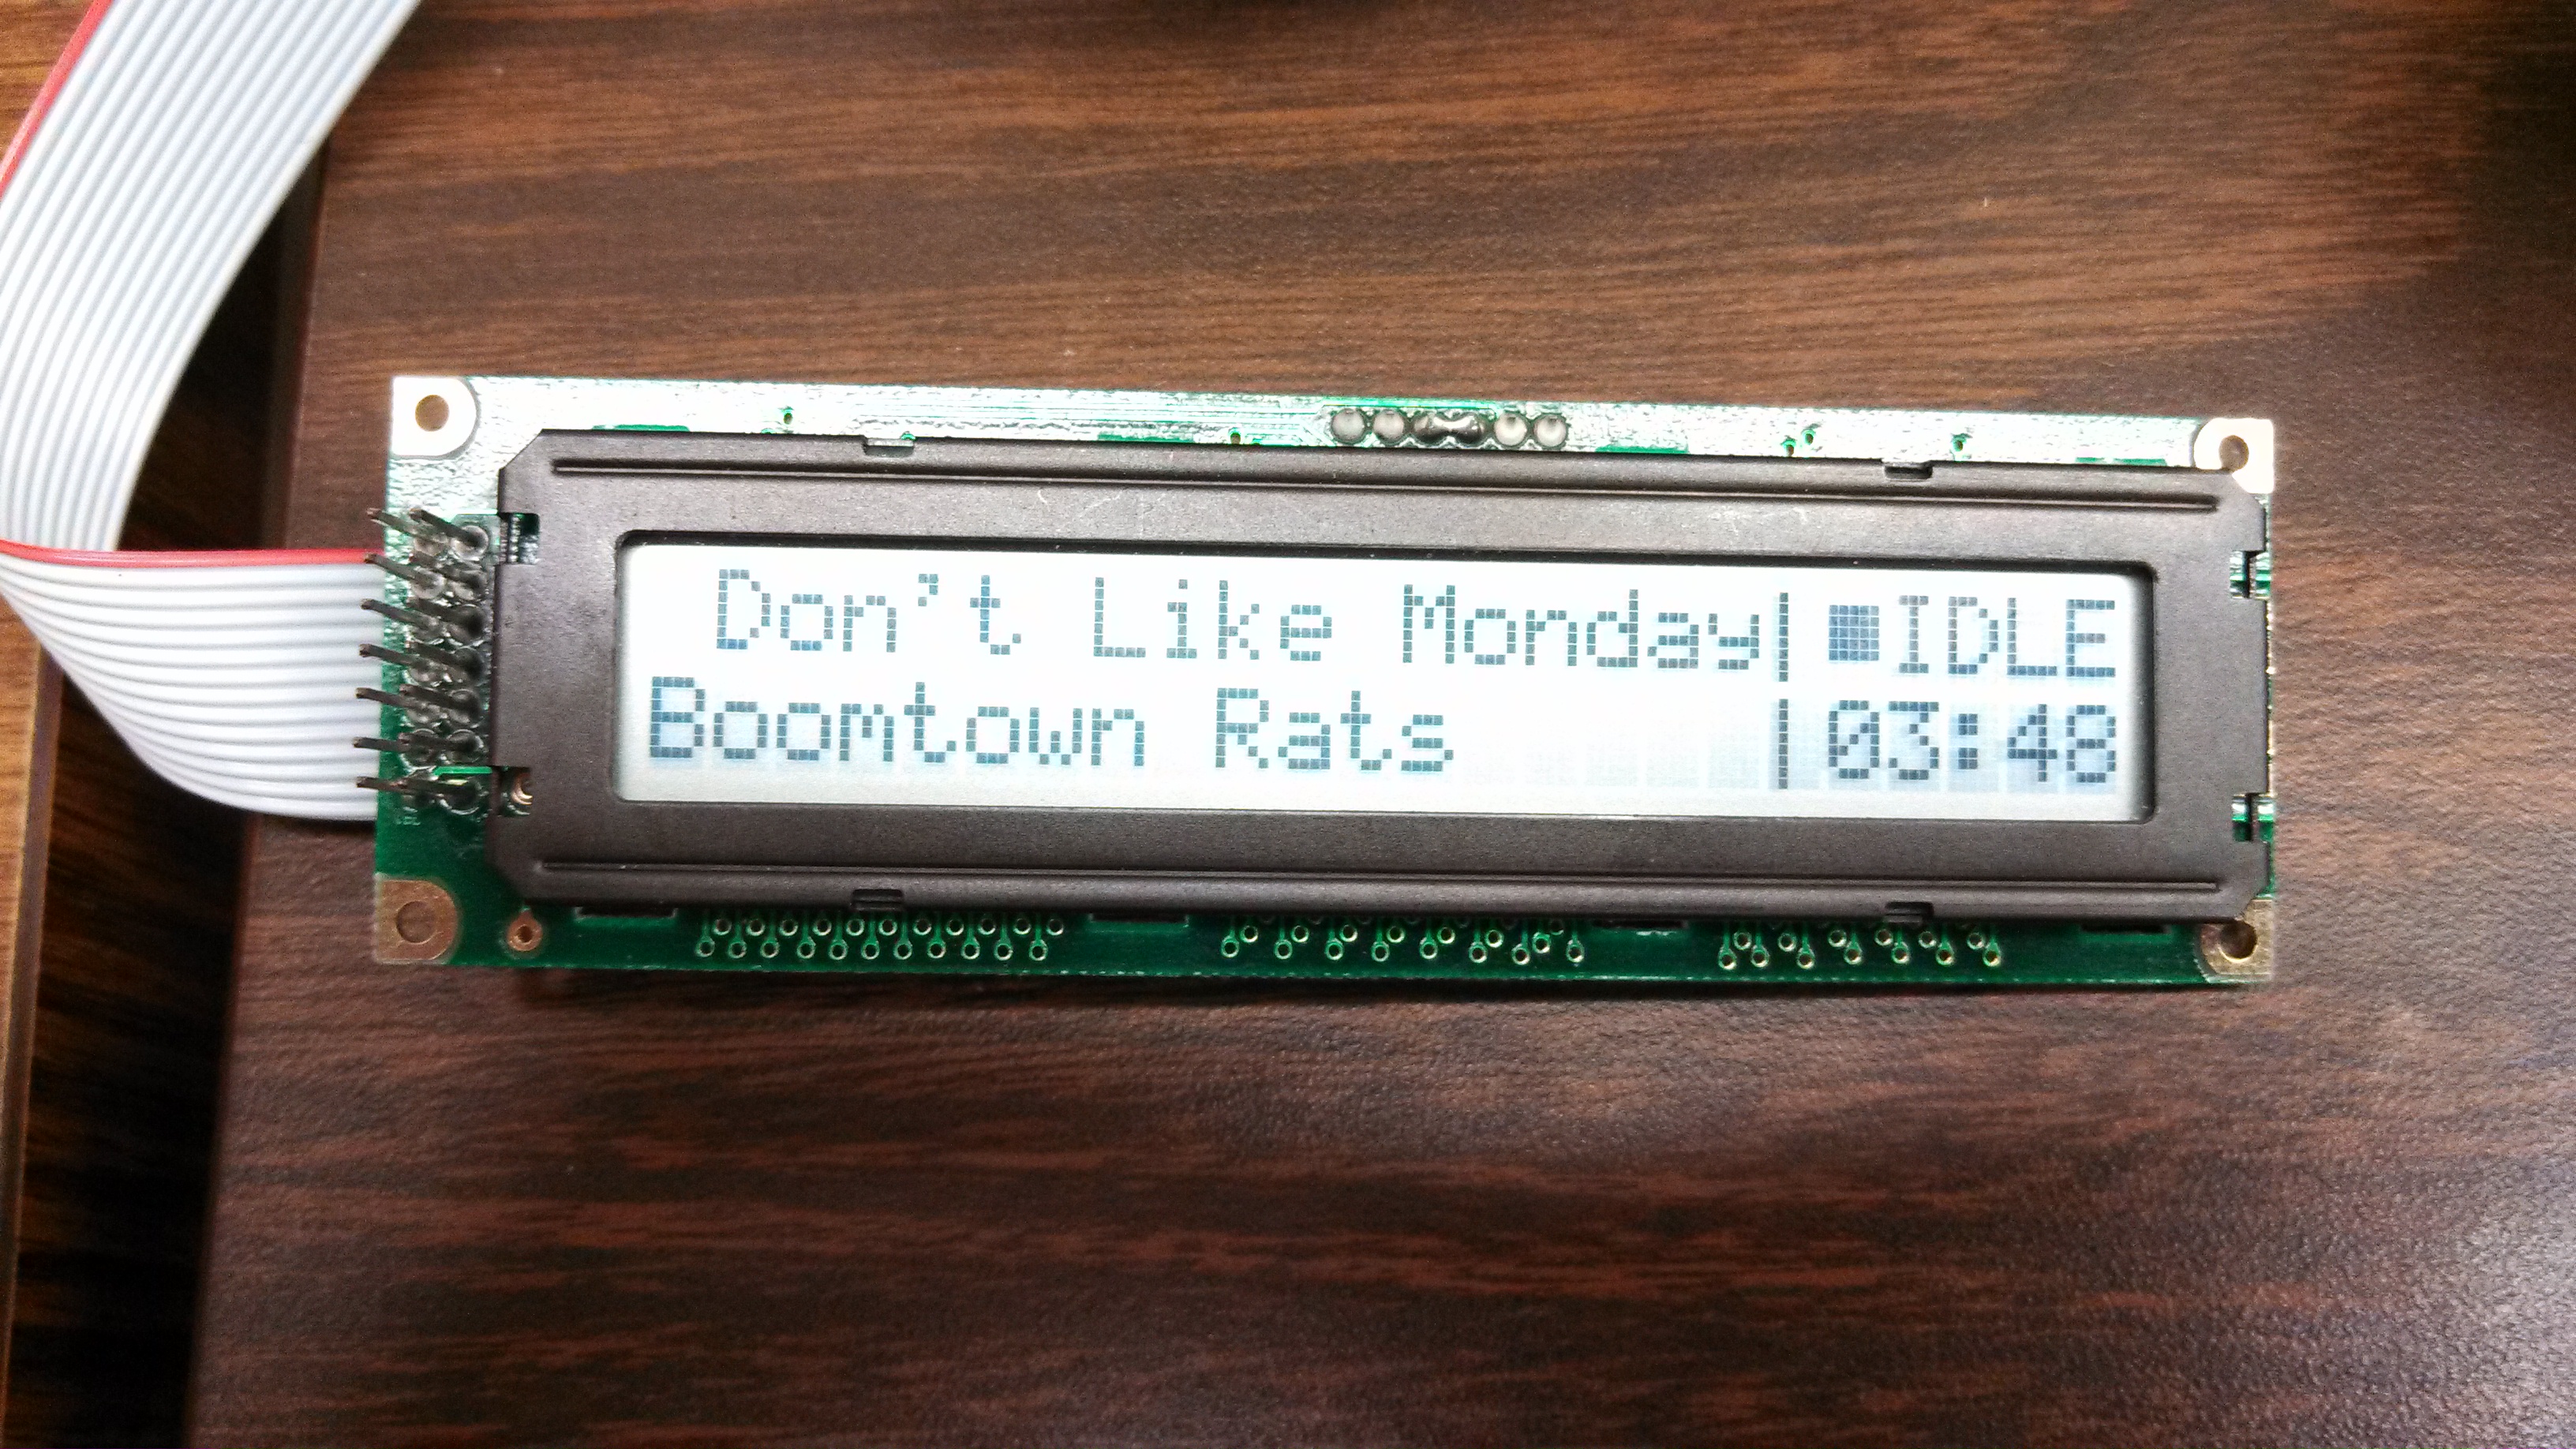 Don't Like Monday| ■IDLE
Boomtown Rats | 03:48